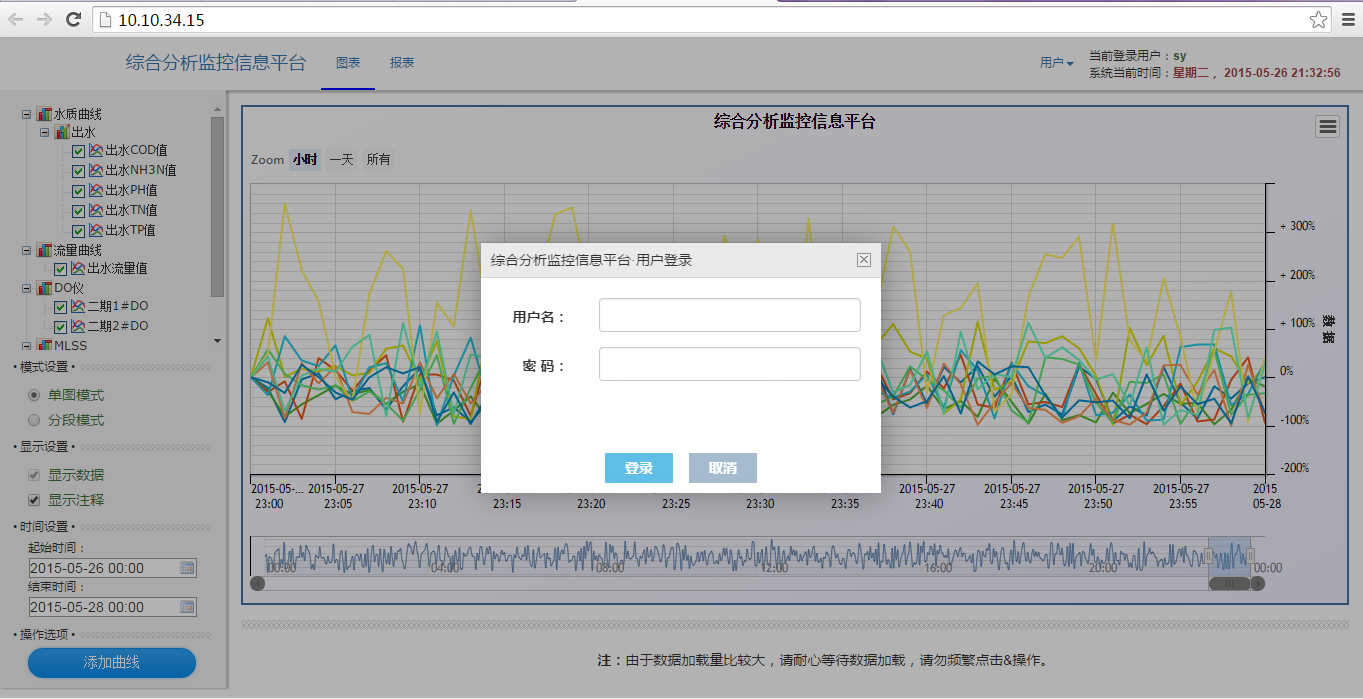 10.10.34.15
综合分析监控信息平台
图表
报表
用户
当前登录用户：sy
系统当前时间：星期二， 2015-05-26 21:32:56
水质曲线
出水
出水COD值
出水NH3N值
出水PH值
出水TN值
出水TP值
流量曲线
出水流量值
DO仪
二期1#DO
二期2#DO
MLSS
• 模式设置 •
单图模式
分段模式
• 显示设置 •
显示数据
显示注释
• 时间设置 •
起始时间：
2015-05-26 00:00
结束时间：
2015-05-28 00:00
• 操作选项 •
添加曲线
综合分析监控信息平台
Zoom 小时 一天 所有
+ 300%
+ 200%
+ 100%
0%
-100%
-200%
数据
综合分析监控信息平台·用户登录
用户名：
密 码：
登录 取消
2015-05-... 2015-05-27 2015-05-27 2015-05-27 2015-05-27 2015-05-27 2015-05-27 2015
23:00 23:05 23:10 23:15 23:20 23:25 23:30 23:35 23:40 23:45 23:50 23:55 05-28
00:00 04:00 08:00 12:00 16:00 20:00 00:00
注：由于数据加载量比较大，请耐心等待数据加载，请勿频繁点击&操作。